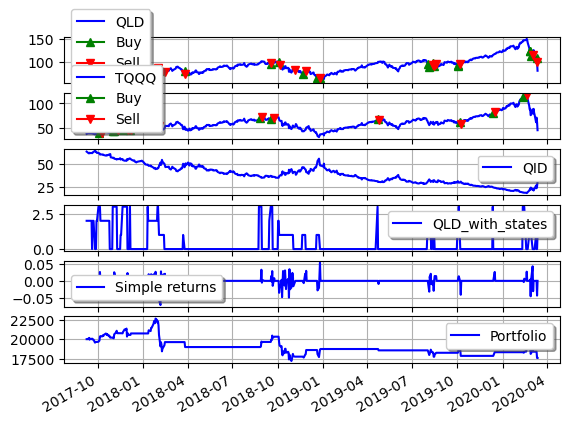 QLD
Buy
Sell
150
100
TQQQ
Buy
Sell
100
50
QID
50
25
QLD_with_states
2.5
0.0
Simple returns
0.05
0.00
−0.05
Portfolio
22500
20000
17500
2017-10
2018-01
2018-04
2018-07
2018-10
2019-01
2019-04
2019-07
2019-10
2020-01
2020-04